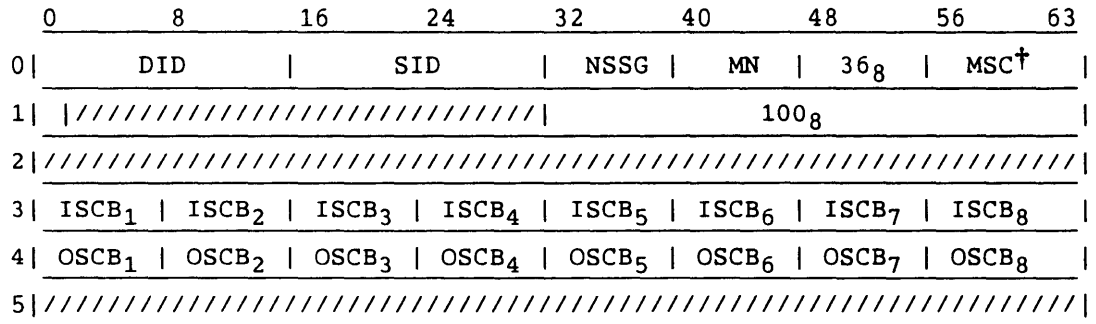 0 8 16 24 32 40 48 56 63
0| DID | SID | NSSG | MN | 36₈ | MSC† |
1| |/////////////////////////////| 100₈ |
2|////////////////////////////////////////////////////////////////|
3| ISCB₁ | ISCB₂ | ISCB₃ | ISCB₄ | ISCB₅ | ISCB₆ | ISCB₇ | ISCB₈ |
4| OSCB₁ | OSCB₂ | OSCB₃ | OSCB₄ | OSCB₅ | OSCB₆ | OSCB₇ | OSCB₈ |
5|////////////////////////////////////////////////////////////////|